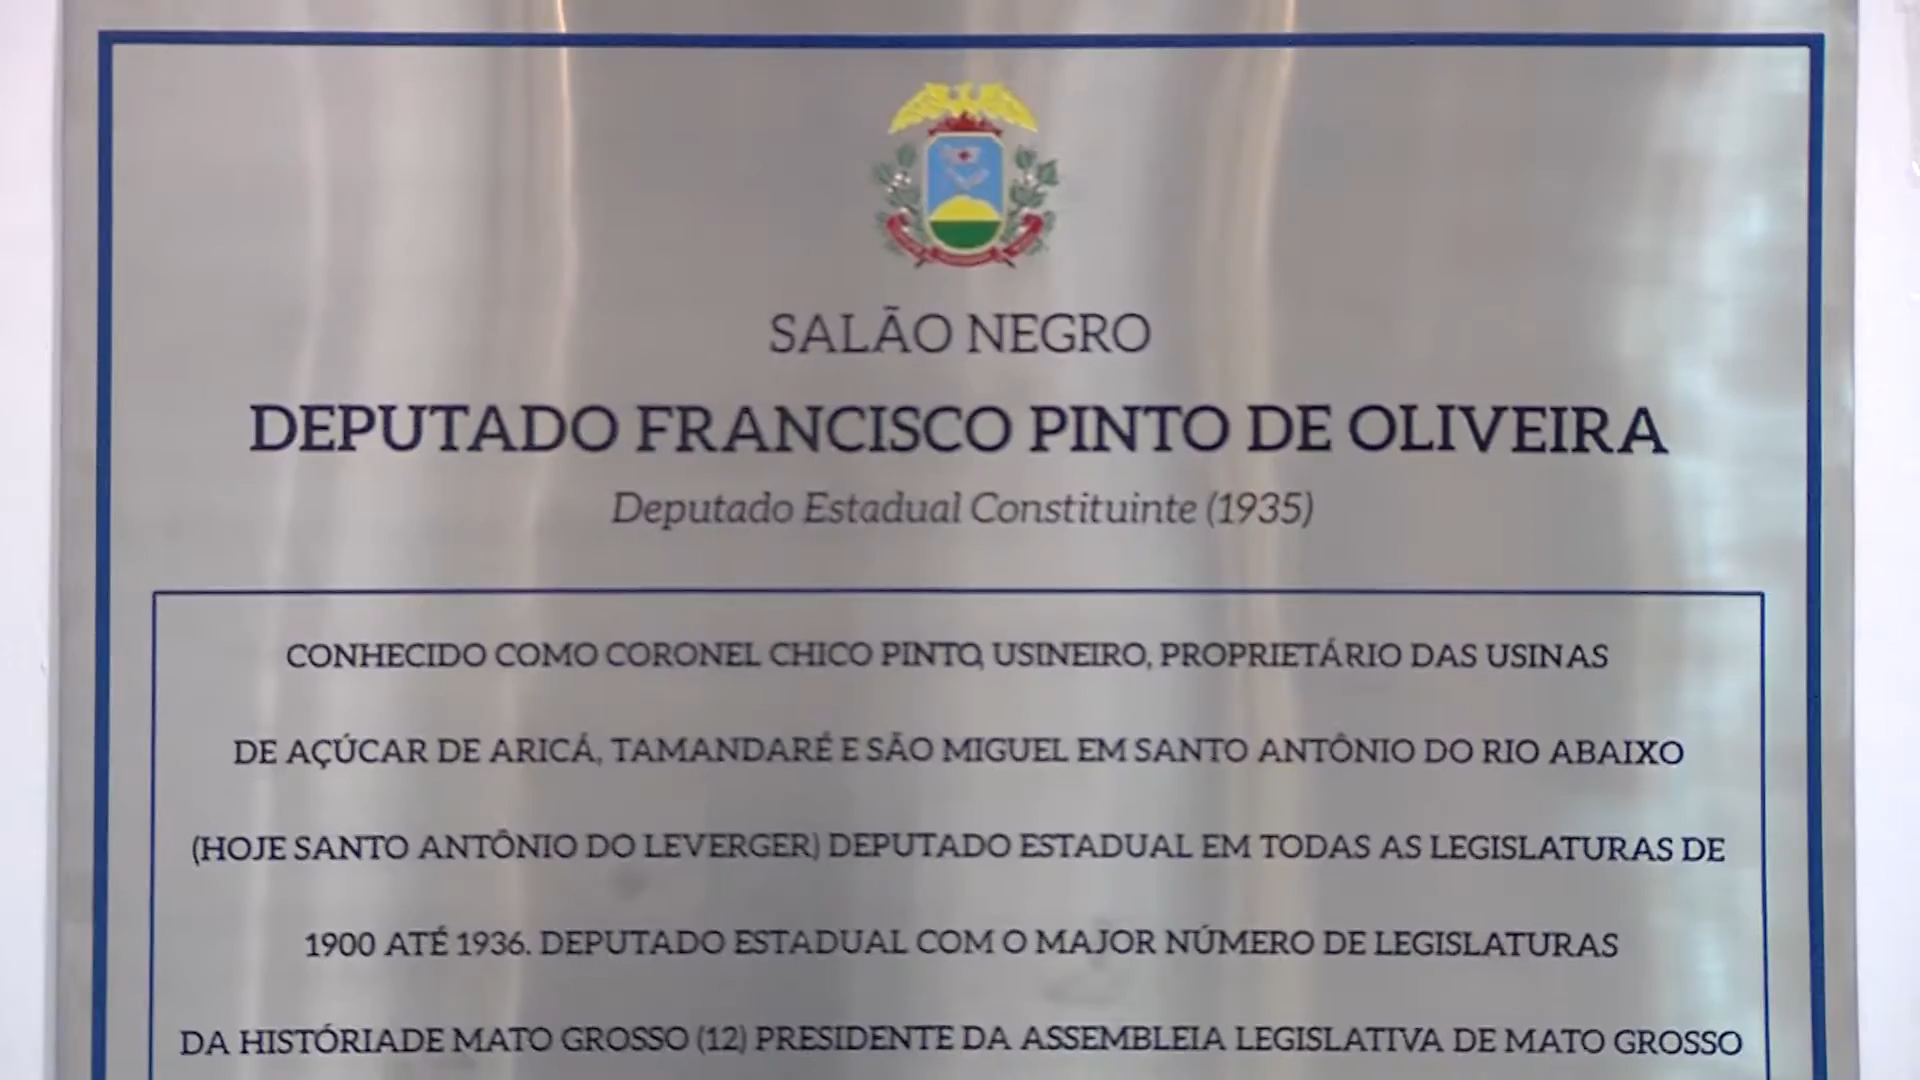 SALÃO NEGRO
DEPUTADO FRANCISCO PINTO DE OLIVEIRA
Deputado Estadual Constituinte (1935)
CONHECIDO COMO CORONEL CHICO PINTO, USINEIRO, PROPRIETÁRIO DAS USINAS
DE AÇÚCAR DE ARICÁ, TAMANDARÉ E SÃO MIGUEL EM SANTO ANTÔNIO DO RIO ABAIXO
(HOJE SANTO ANTÔNIO DO LEVERGER) DEPUTADO ESTADUAL EM TODAS AS LEGISLATURAS DE
1900 ATÉ 1936. DEPUTADO ESTADUAL COM O MAJOR NÚMERO DE LEGISLATURAS
DA HISTÓRIADE MATO GROSSO (12) PRESIDENTE DA ASSEMBLEIA LEGISLATIVA DE MATO GROSSO